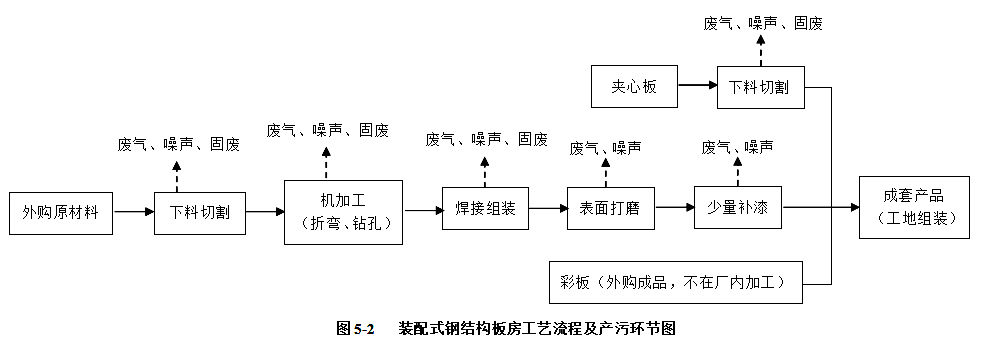 废气、噪声、固废
夹心板
下料切割
废气、噪声、固废
废气、噪声、固废
废气、噪声、固废
废气、噪声
废气、噪声
外购原材料
下料切割
机加工
（折弯、钻孔）
焊接组装
表面打磨
少量补漆
成套产品
（工地组装）
彩板（外购成品，不在厂内加工）
图 5-2 装配式钢结构板房工艺流程及产污环节图